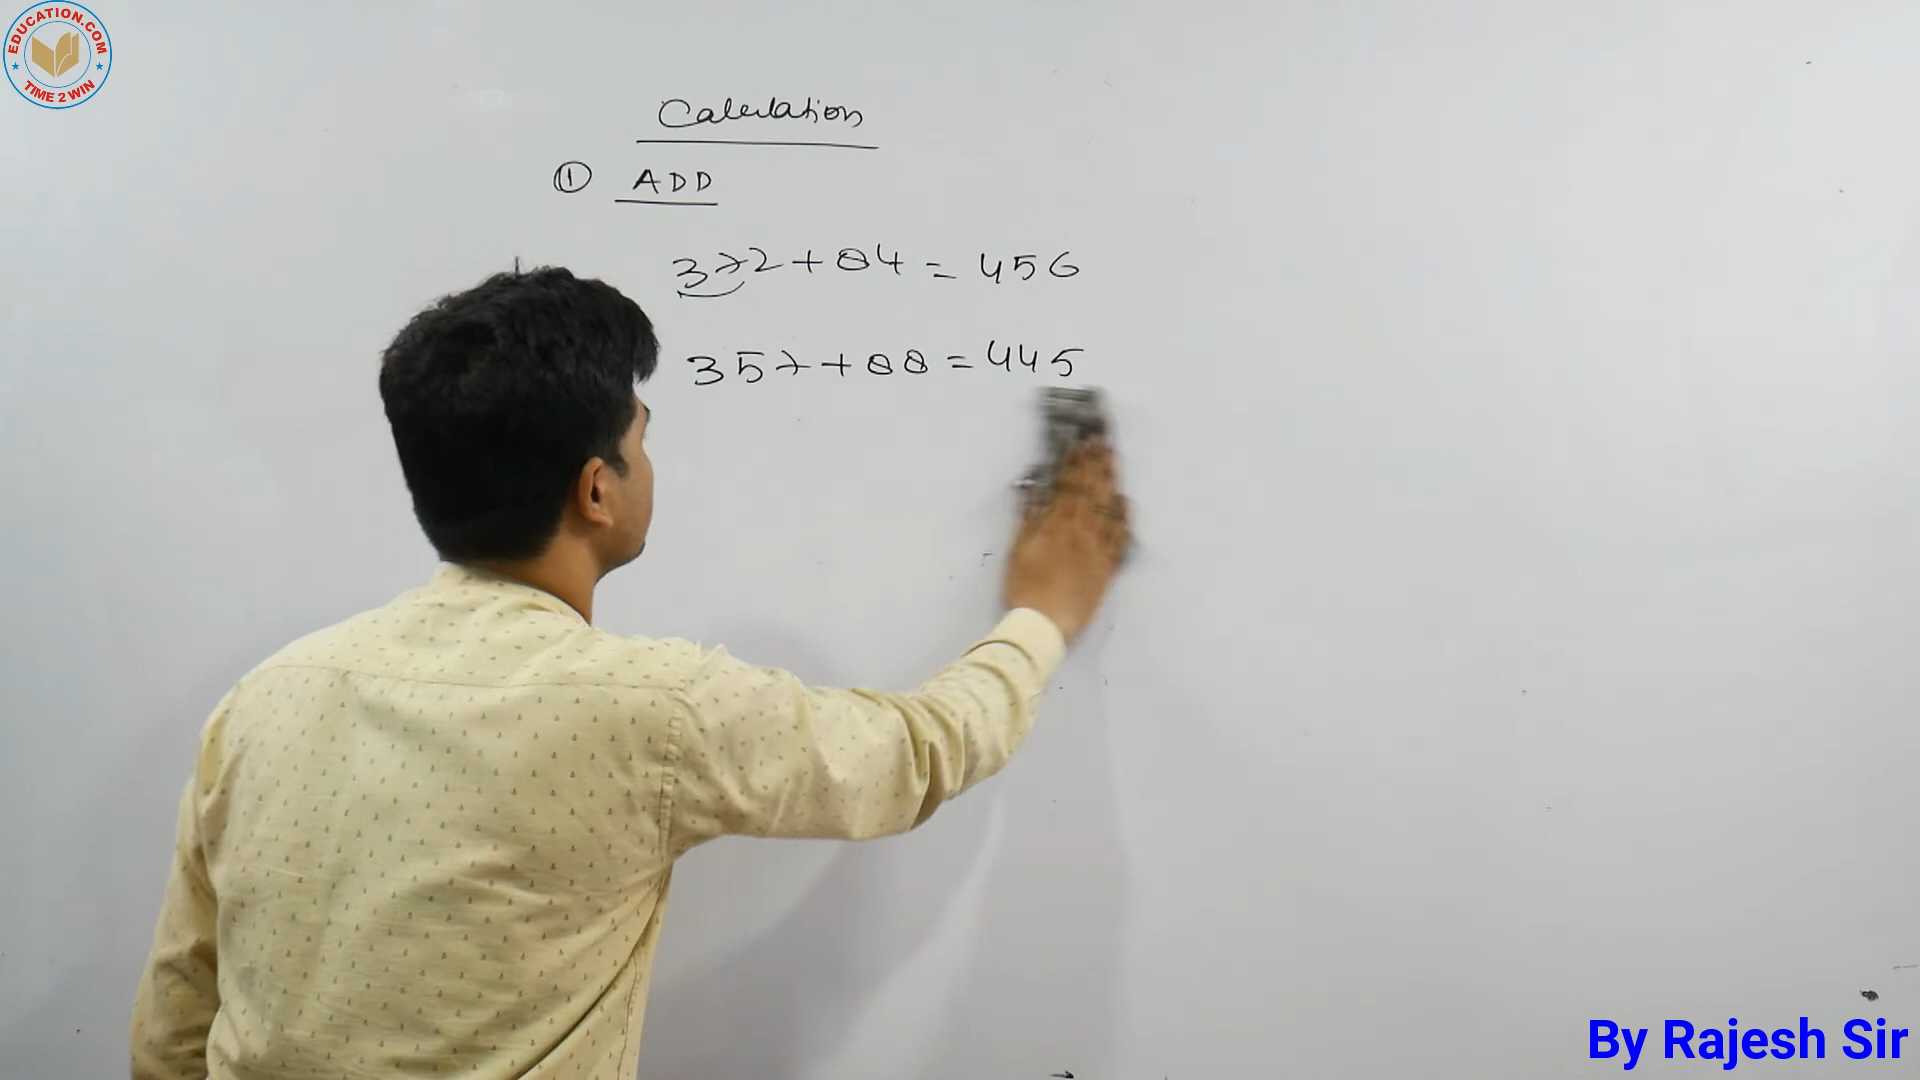 EDUCATION.COM
TIME 2 WIN
Calculation
① ADD
372 + 84 = 456
357 + 88 = 445
By Rajesh Sir